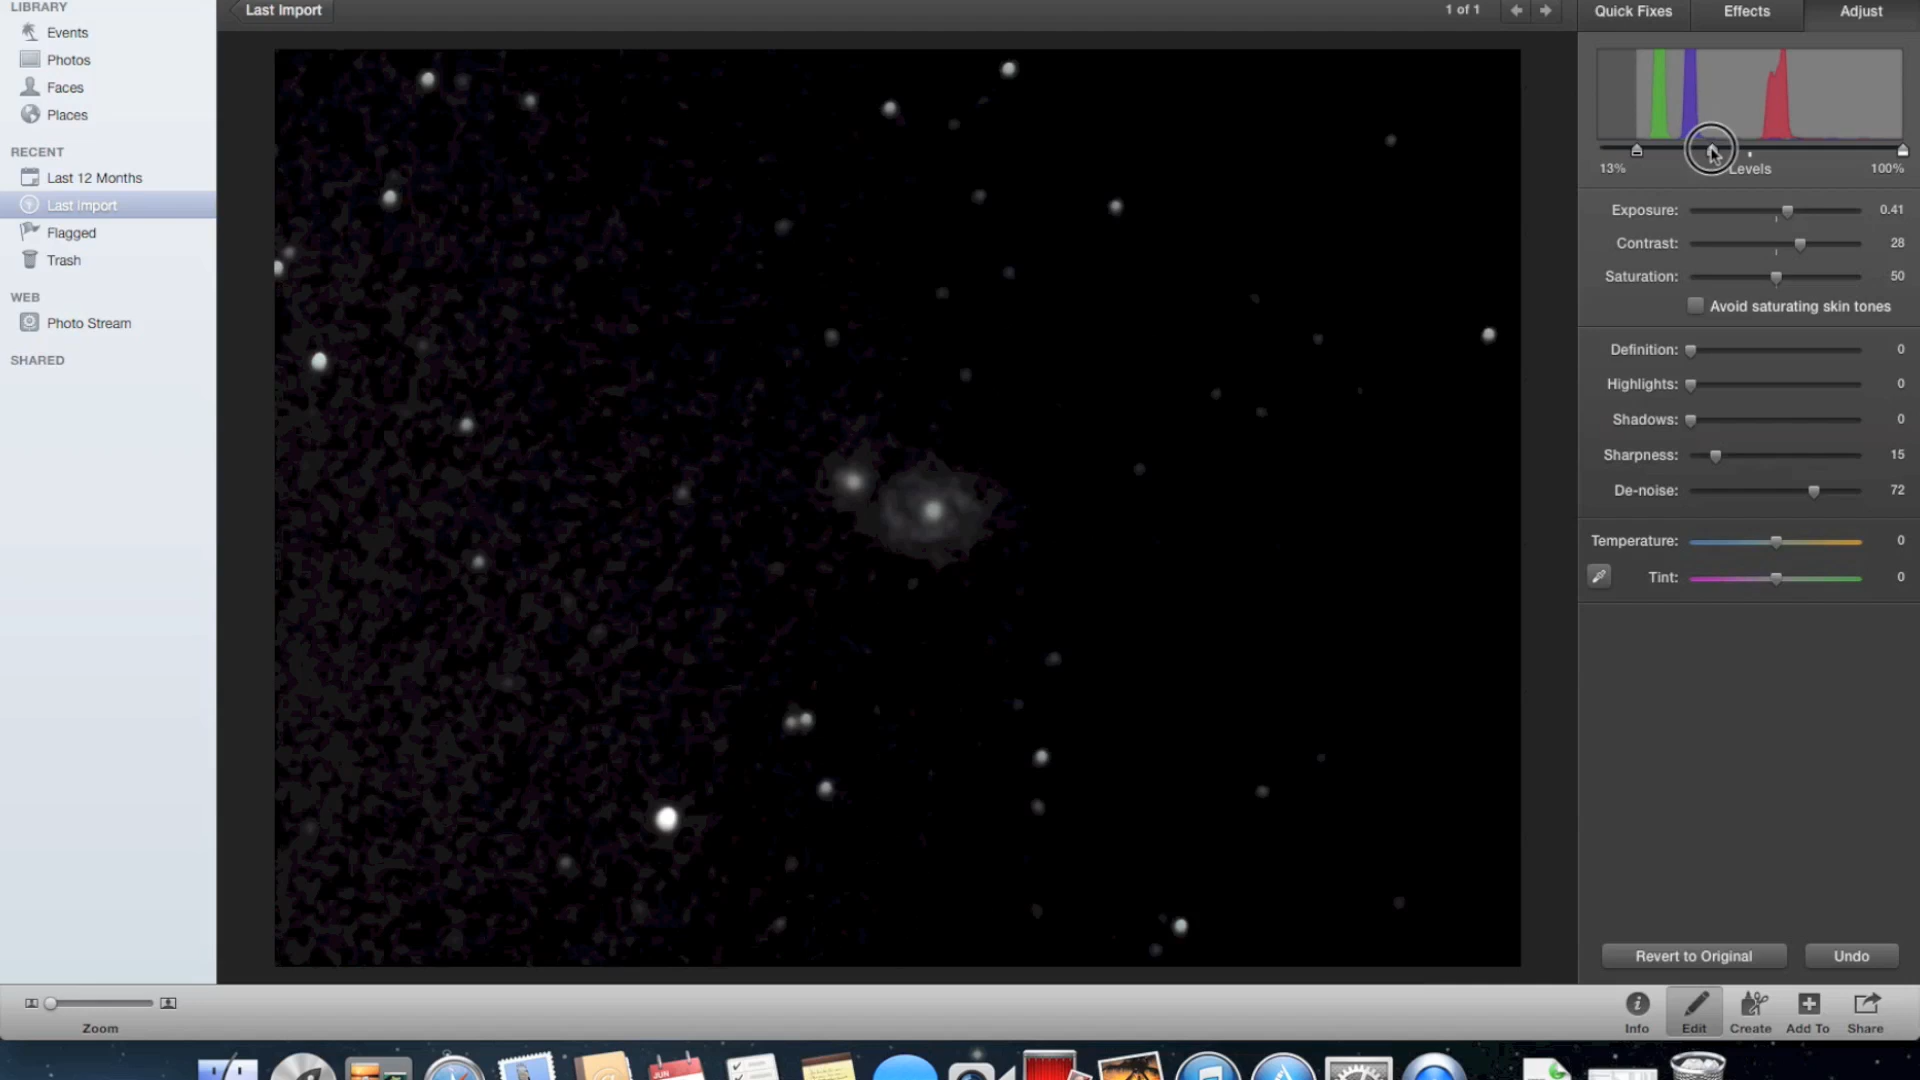 LIBRARY
Events
Photos
Faces
Places
RECENT
Last 12 Months
Last Import
Flagged
Trash
WEB
Photo Stream
SHARED
Last Import
1 of 1
Quick Fixes
Effects
Adjust
13%
Levels
100%
Exposure: 0.41
Contrast: 28
Saturation: 50
Avoid saturating skin tones
Definition: 0
Highlights: 0
Shadows: 0
Sharpness: 15
De-noise: 72
Temperature: 0
Tint: 0
Revert to Original
Undo
Zoom
Info
Edit
Create
Add To
Share
JUN